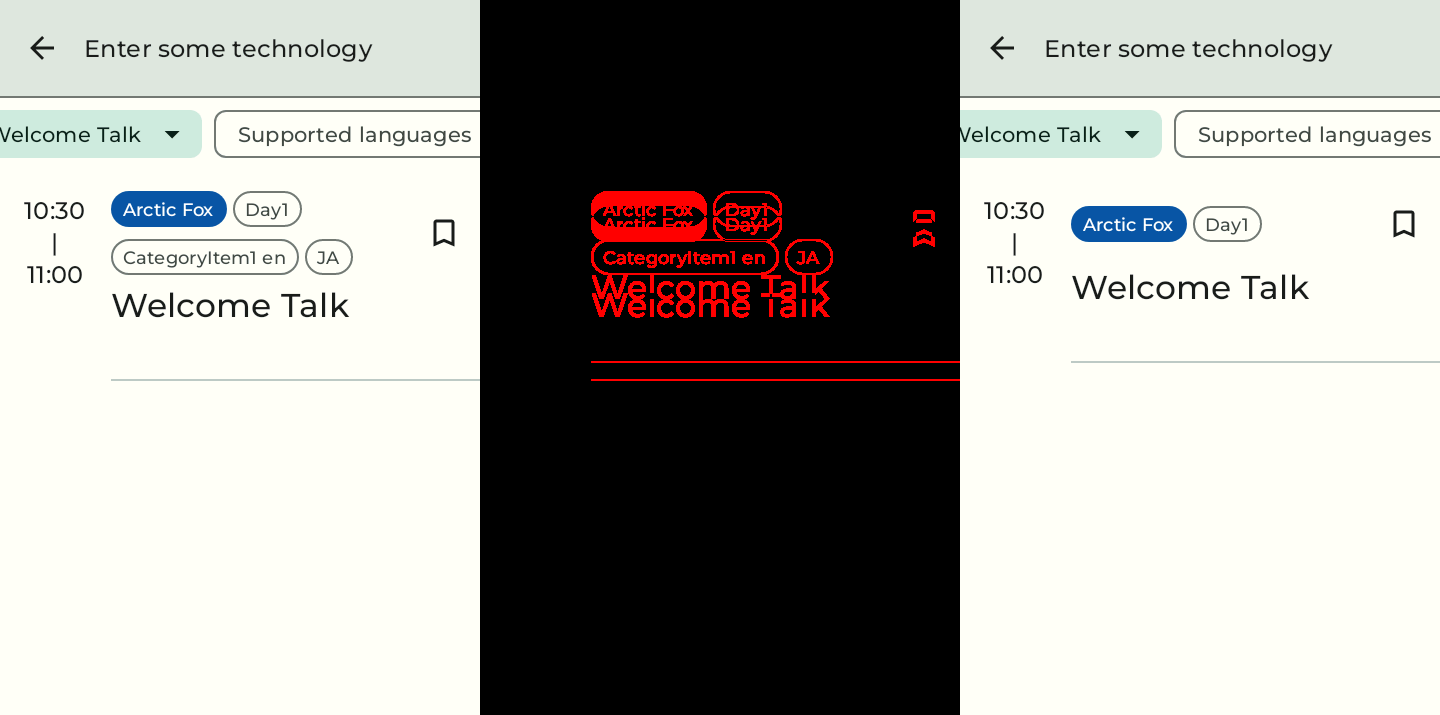 Enter some technology
Welcome Talk
Supported languages
10:30
|
11:00
Arctic Fox
Day1
CategoryItem1 en
JA
Welcome Talk
Arctic Fox
Day1
Arctic Fox
Day1
CategoryItem1 en
JA
Welcome Talk
Welcome Talk
Enter some technology
Welcome Talk
Supported languages
10:30
|
11:00
Arctic Fox
Day1
Welcome Talk